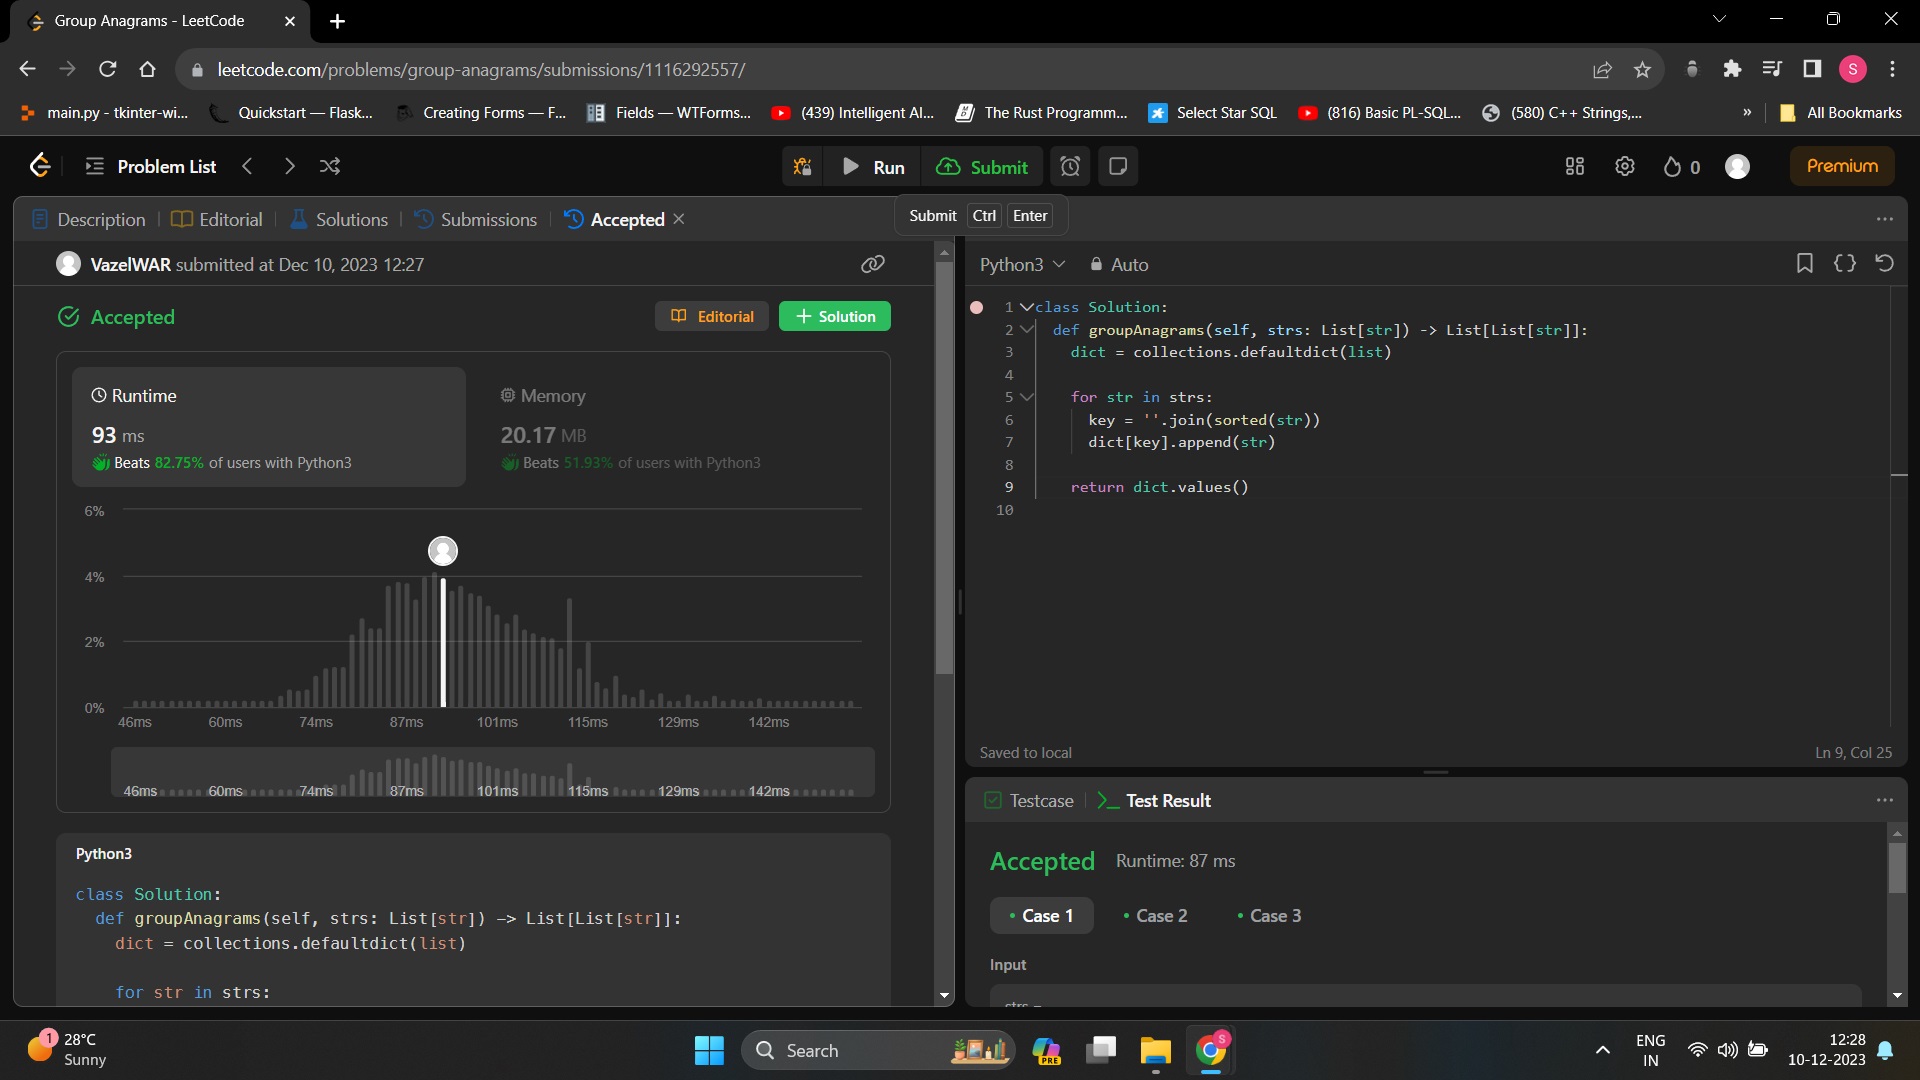 Group Anagrams - LeetCode
leetcode.com/problems/group-anagrams/submissions/1116292557/
S
main.py - tkinter-wi... Quickstart — Flask... Creating Forms — F... Fields — WTForms... (439) Intelligent Al... The Rust Programm... Select Star SQL (816) Basic PL-SQL... (580) C++ Strings,... » All Bookmarks
Problem List Run Submit 0 Premium
Description Editorial Solutions Submissions Accepted
Submit Ctrl Enter
VazelWAR submitted at Dec 10, 2023 12:27
Accepted Editorial Solution
Runtime
93 ms
Beats 82.75% of users with Python3
Memory
20.17 MB
Beats 51.93% of users with Python3
6%
4%
2%
0%
46ms 60ms 74ms 87ms 101ms 115ms 129ms 142ms
46ms 60ms 74ms 87ms 101ms 115ms 129ms 142ms
Python3
class Solution:
def groupAnagrams(self, strs: List[str]) -> List[List[str]]:
dict = collections.defaultdict(list)
for str in strs:
Python3 Auto
1 class Solution:
2 def groupAnagrams(self, strs: List[str]) -> List[List[str]]:
3 dict = collections.defaultdict(list)
4
5 for str in strs:
6 key = ''.join(sorted(str))
7 dict[key].append(str)
8
9 return dict.values()
10
Saved to local Ln 9, Col 25
Testcase Test Result
Accepted Runtime: 87 ms
Case 1 Case 2 Case 3
Input
strs =
1
28°C
Sunny
Search
PRE
S
ENG
IN
12:28
10-12-2023